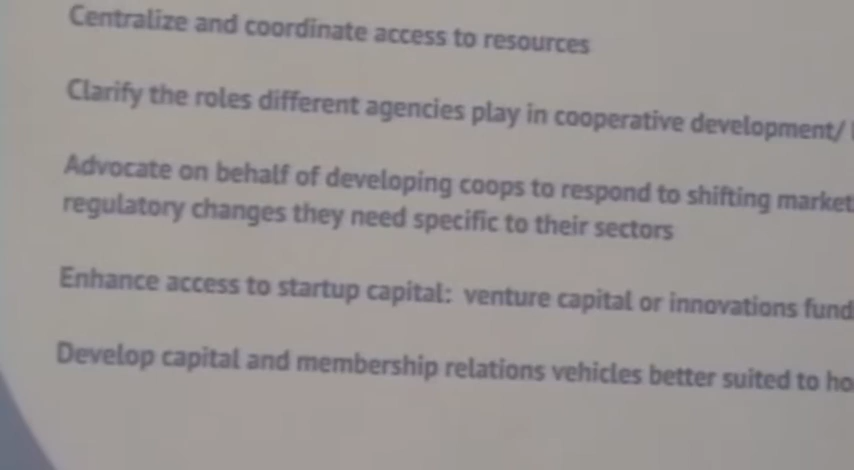 Centralize and coordinate access to resources
Clarify the roles different agencies play in cooperative development/
Advocate on behalf of developing coops to respond to shifting market
regulatory changes they need specific to their sectors
Enhance access to startup capital: venture capital or innovations fund
Develop capital and membership relations vehicles better suited to ho